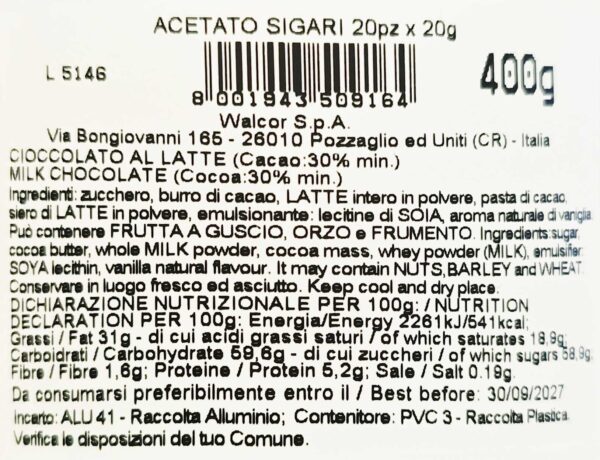 ACETATO SIGARI 20pz x 20g
L 5146
400g
8 001943 509164
Walcor S.p.A.
Via Bongiovanni 165 - 26010 Pozzaglio ed Uniti (CR) - Italia
CIOCCOLATO AL LATTE (Cacao:30% min.)
MILK CHOCOLATE (Cocoa:30% min.)
Ingredienti: zucchero, burro di cacao, LATTE intero in polvere, pasta di cacao,
siero di LATTE in polvere, emulsionante: lecitine di SOIA, aroma naturale di vaniglia.
Può contenere FRUTTA A GUSCIO, ORZO e FRUMENTO. Ingredients:sugar,
cocoa butter, whole MILK powder, cocoa mass, whey powder (MILK), emulsifier:
SOYA lecithin, vanilla natural flavour. It may contain NUTS,BARLEY and WHEAT.
Conservare in luogo fresco ed asciutto. Keep cool and dry place.
DICHIARAZIONE NUTRIZIONALE PER 100g: / NUTRITION
DECLARATION PER 100g: Energia/Energy 2261kJ/541kcal;
Grassi / Fat 31g - di cui acidi grassi saturi / of which saturates 18,9g;
Carboidrati / Carbohydrate 59,6g - di cui zuccheri / of which sugars 58,9g;
Fibre / Fibre 1,6g; Proteine / Protein 5,2g; Sale / Salt 0.19g.
Da consumarsi preferibilmente entro il / Best before: 30/09/2027
Incarto: ALU 41 - Raccolta Alluminio; Contenitore: PVC 3 - Raccolta Plastica.
Verifica le disposizioni del tuo Comune.